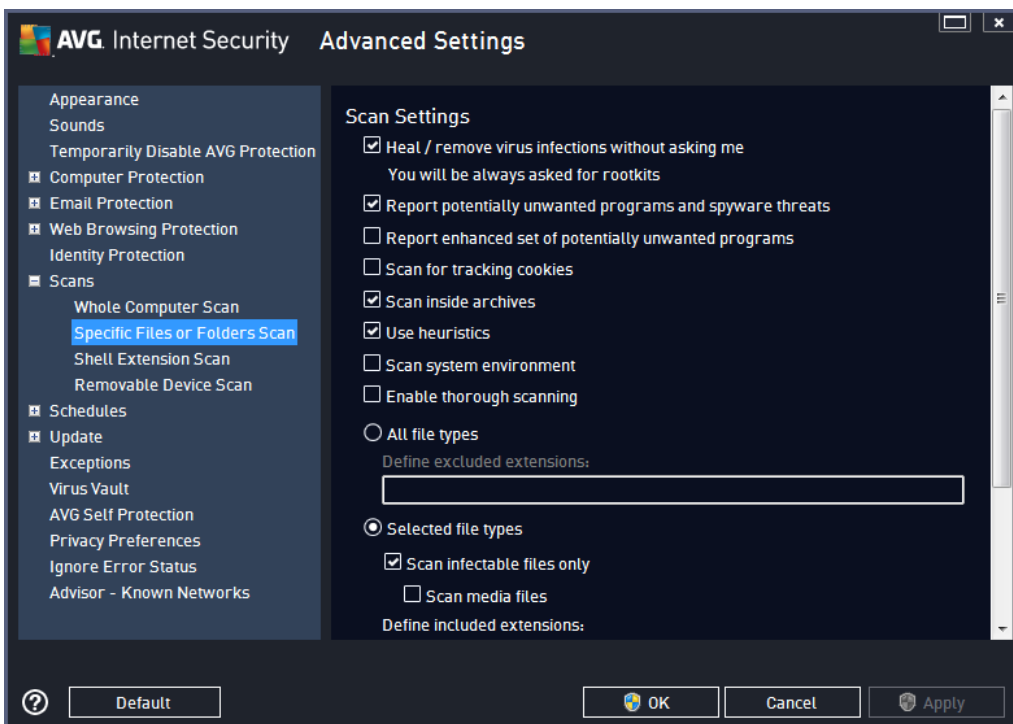 AVG. Internet Security Advanced Settings
Appearance
Sounds
Temporarily Disable AVG Protection
Computer Protection
Email Protection
Web Browsing Protection
Identity Protection
Scans
Whole Computer Scan
Specific Files or Folders Scan
Shell Extension Scan
Removable Device Scan
Schedules
Update
Exceptions
Virus Vault
AVG Self Protection
Privacy Preferences
Ignore Error Status
Advisor - Known Networks
Scan Settings
Heal / remove virus infections without asking me
You will be always asked for rootkits
Report potentially unwanted programs and spyware threats
Report enhanced set of potentially unwanted programs
Scan for tracking cookies
Scan inside archives
Use heuristics
Scan system environment
Enable thorough scanning
All file types
Define excluded extensions:
Selected file types
Scan infectable files only
Scan media files
Define included extensions:
? Default OK Cancel Apply